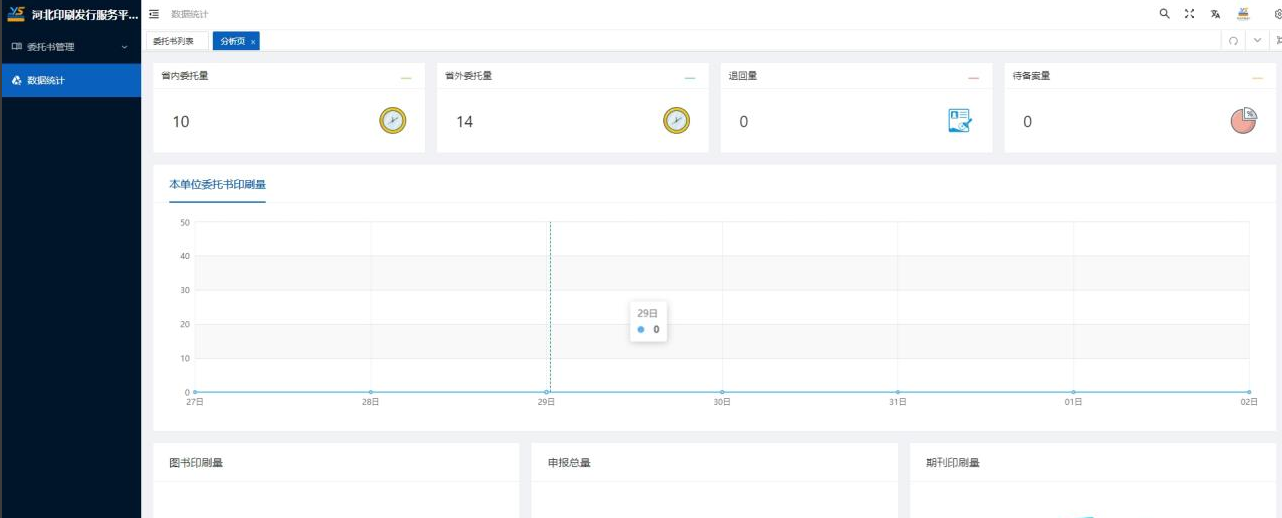 河北印刷发行服务平...
数据统计
委托书管理
委托书列表
分析页 ×
数据统计
省内委托量
省外委托量
退回量
待备案量
10
14
0
0
本单位委托书印刷量
50
40
30
20
10
0
29日
0
27日
28日
29日
30日
31日
01日
02日
图书印刷量
申报总量
期刊印刷量